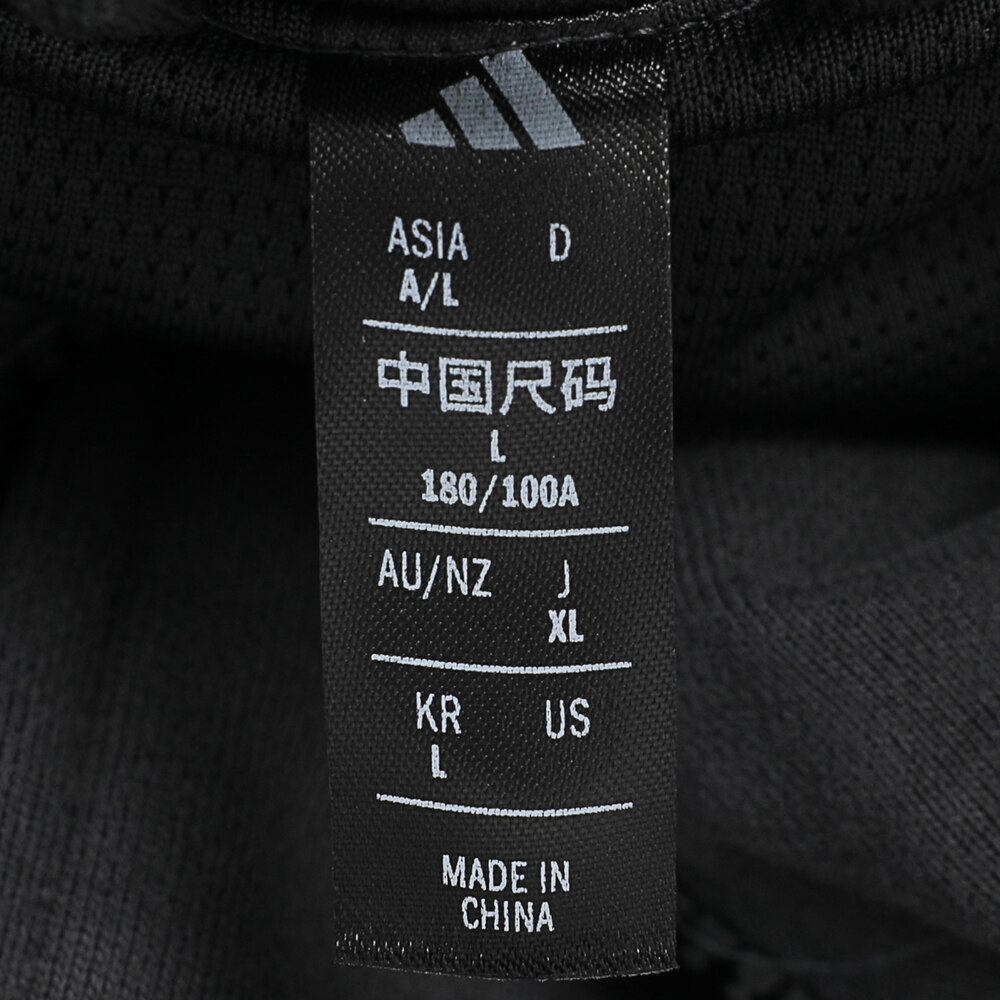 ASIA D
A/L
中国尺码
L
180/100A
AU/NZ J
XL
KR US
L
MADE IN
CHINA